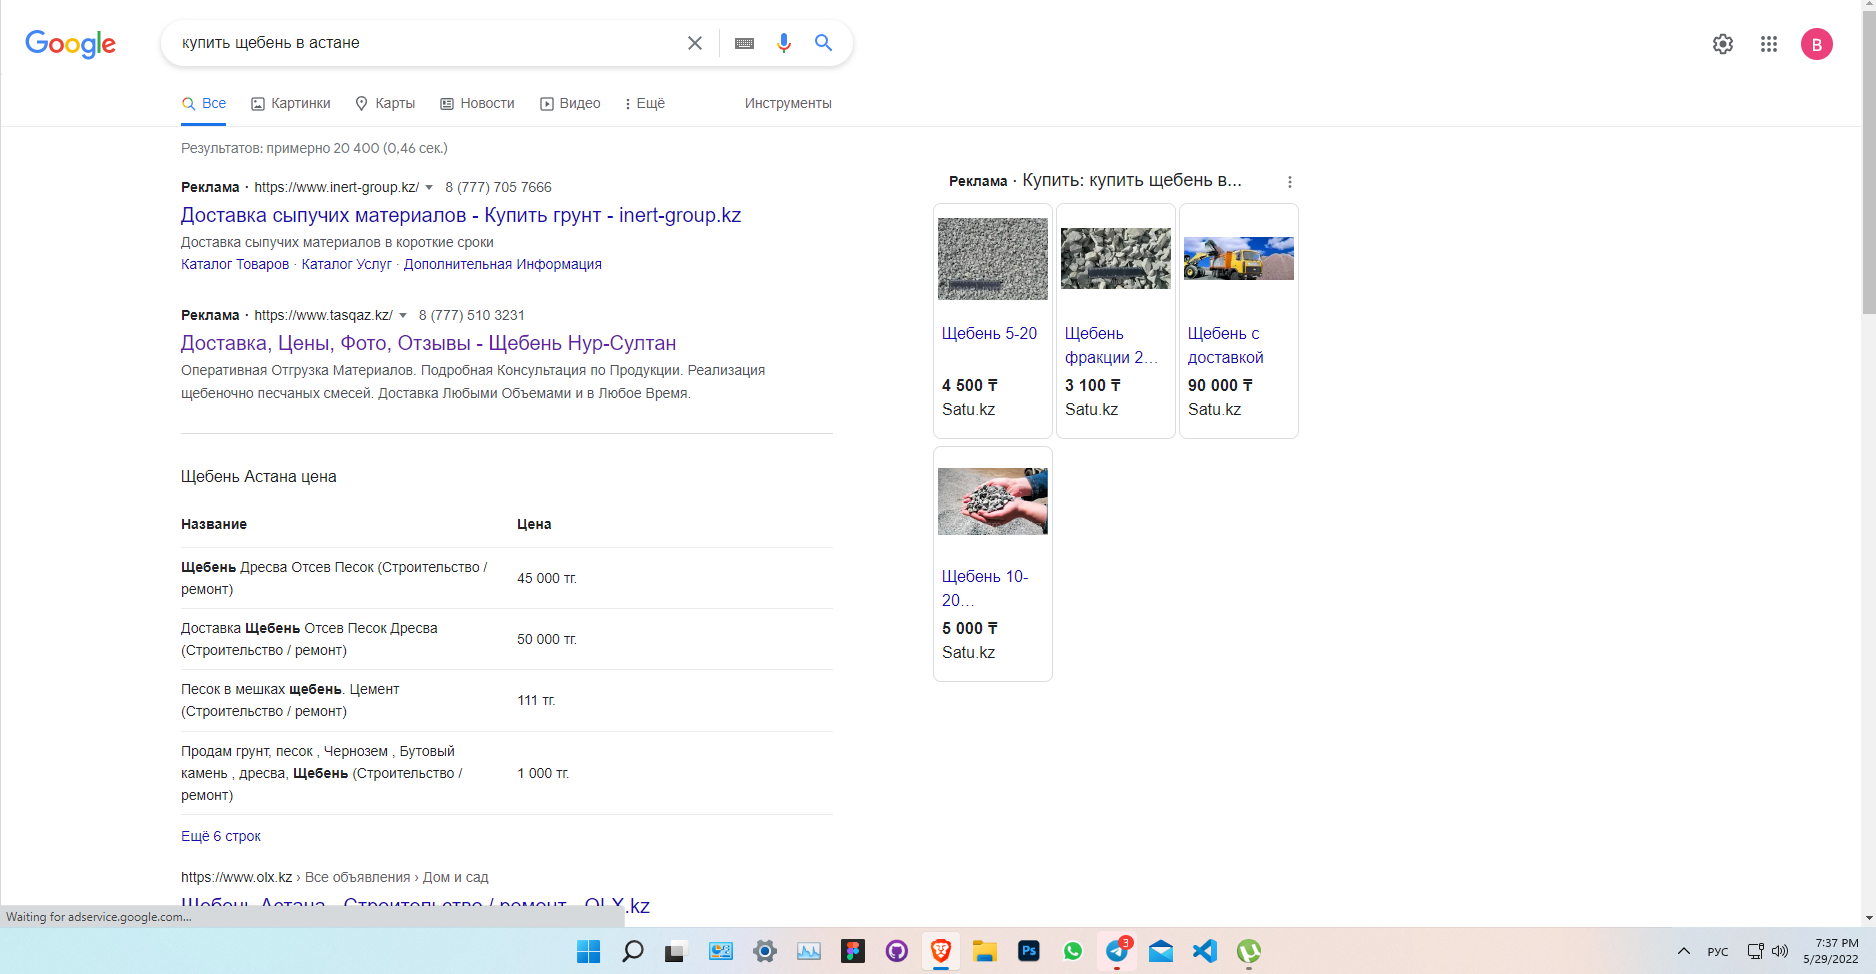 Google
купить щебень в астане
B
Все
Картинки
Карты
Новости
Видео
Ещё
Инструменты
Результатов: примерно 20 400 (0,46 сек.)
Реклама · https://www.inert-group.kz/ 8 (777) 705 7666
Доставка сыпучих материалов - Купить грунт - inert-group.kz
Доставка сыпучих материалов в короткие сроки
Каталог Товаров · Каталог Услуг · Дополнительная Информация
Реклама · https://www.tasqaz.kz/ 8 (777) 510 3231
Доставка, Цены, Фото, Отзывы - Щебень Нур-Султан
Оперативная Отгрузка Материалов. Подробная Консультация по Продукции. Реализация
щебеночно песчаных смесей. Доставка Любыми Объемами и в Любое Время.
Щебень Астана цена
Название Цена
Щебень Дресва Отсев Песок (Строительство /
ремонт)
45 000 тг.
Доставка Щебень Отсев Песок Дресва
(Строительство / ремонт)
50 000 тг.
Песок в мешках щебень. Цемент
(Строительство / ремонт)
111 тг.
Продам грунт, песок , Чернозем , Бутовый
камень , дресва, Щебень (Строительство /
ремонт)
1 000 тг.
Ещё 6 строк
https://www.olx.kz › Все объявления › Дом и сад
Щебень Астана - Строительство / ремонт - OLX.kz
Реклама · Купить: купить щебень в...
Щебень 5-20
4 500 ₸
Satu.kz
Щебень
фракции 2...
3 100 ₸
Satu.kz
Щебень с
доставкой
90 000 ₸
Satu.kz
Щебень 10-
20...
5 000 ₸
Satu.kz
Waiting for adservice.google.com...
Ps
3
РУС
7:37 PM
5/29/2022